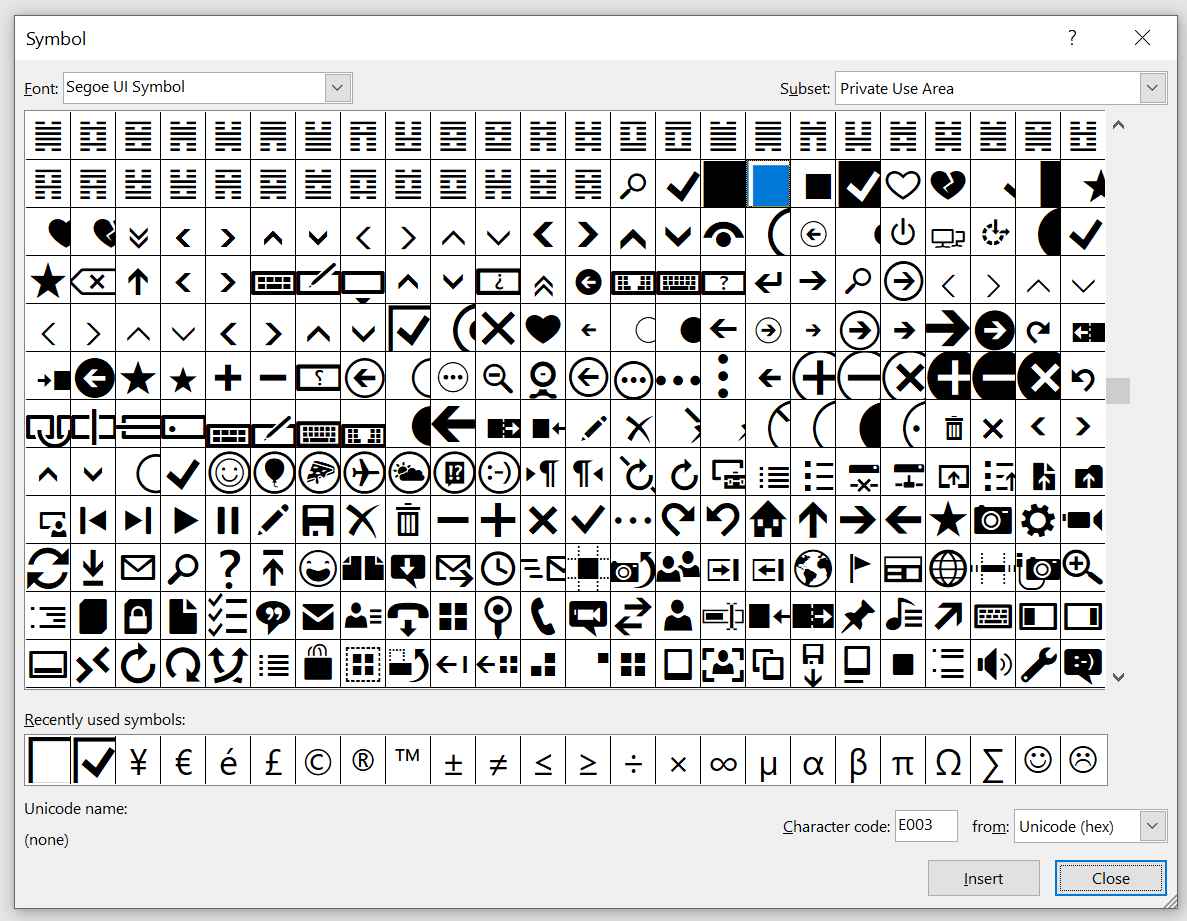 Symbol ?
Font: Segoe UI Symbol Subset: Private Use Area
Recently used symbols:
¥ € é £ © ® ™ ± ≠ ≤ ≥ ÷ × ∞ µ α β π Ω ∑ ☺ ☹
Unicode name:
(none)
Character code: E003 from: Unicode (hex)
Insert Close